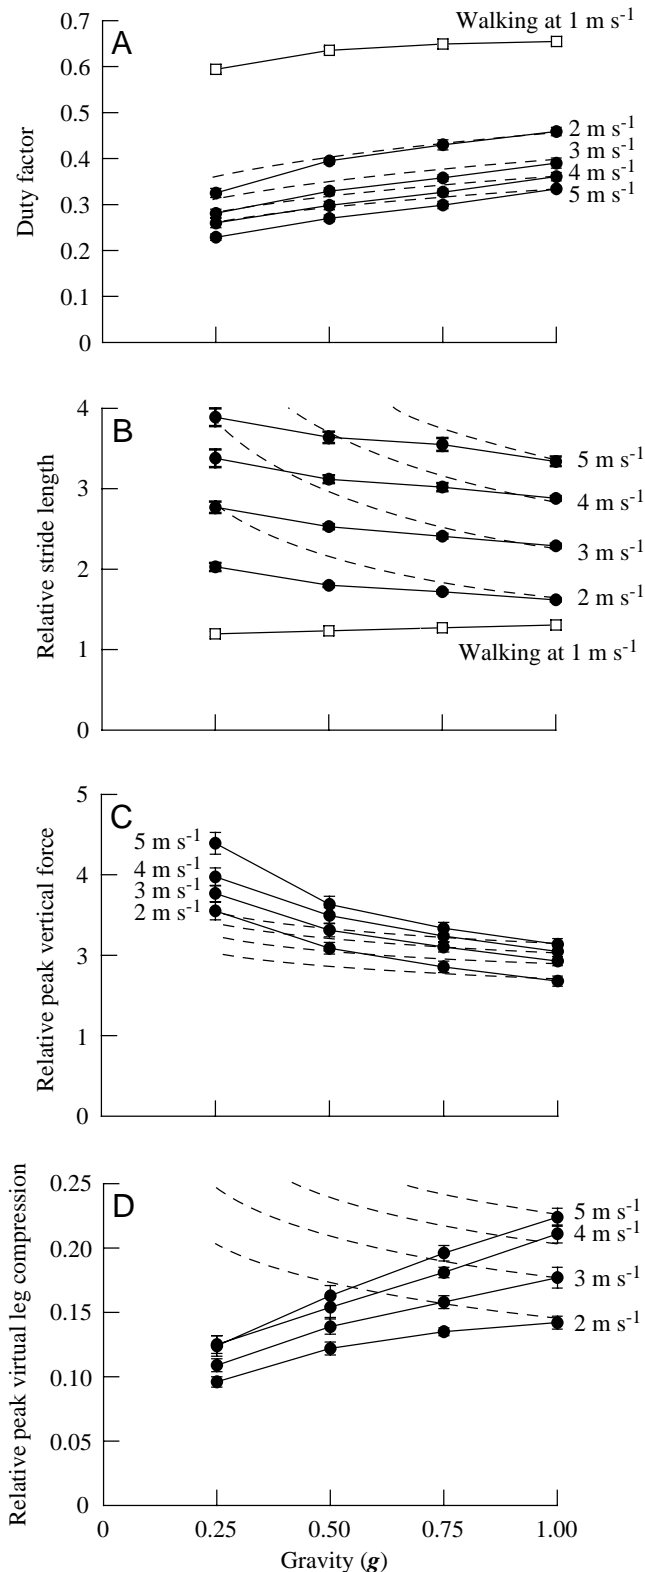 A
Duty factor
0.7
0.6
0.5
0.4
0.3
0.2
0.1
0
Walking at 1 m s⁻¹
2 m s⁻¹
3 m s⁻¹
4 m s⁻¹
5 m s⁻¹
B
Relative stride length
4
3
2
1
0
5 m s⁻¹
4 m s⁻¹
3 m s⁻¹
2 m s⁻¹
Walking at 1 m s⁻¹
C
Relative peak vertical force
5
4
3
1
0
5 m s⁻¹
4 m s⁻¹
3 m s⁻¹
2 m s⁻¹
D
Relative peak virtual leg compression
0.25
0.20
0.15
0.10
0.05
0
5 m s⁻¹
4 m s⁻¹
3 m s⁻¹
2 m s⁻¹
0 0.25 0.50 0.75 1.00
Gravity (g)